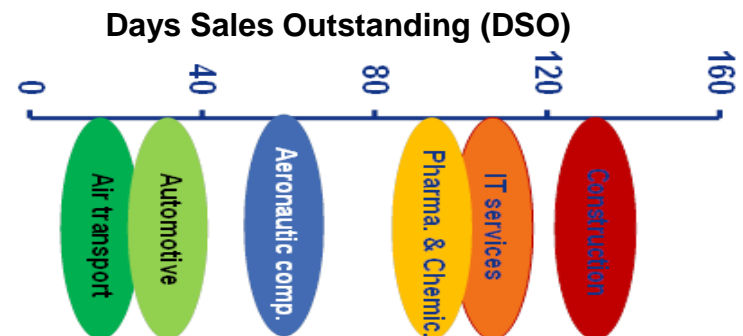 Days Sales Outstanding (DSO)
0
40
80
120
160
Air transport
Automotive
Aeronautic comp.
Pharma. & Chemic.
IT services
Construction